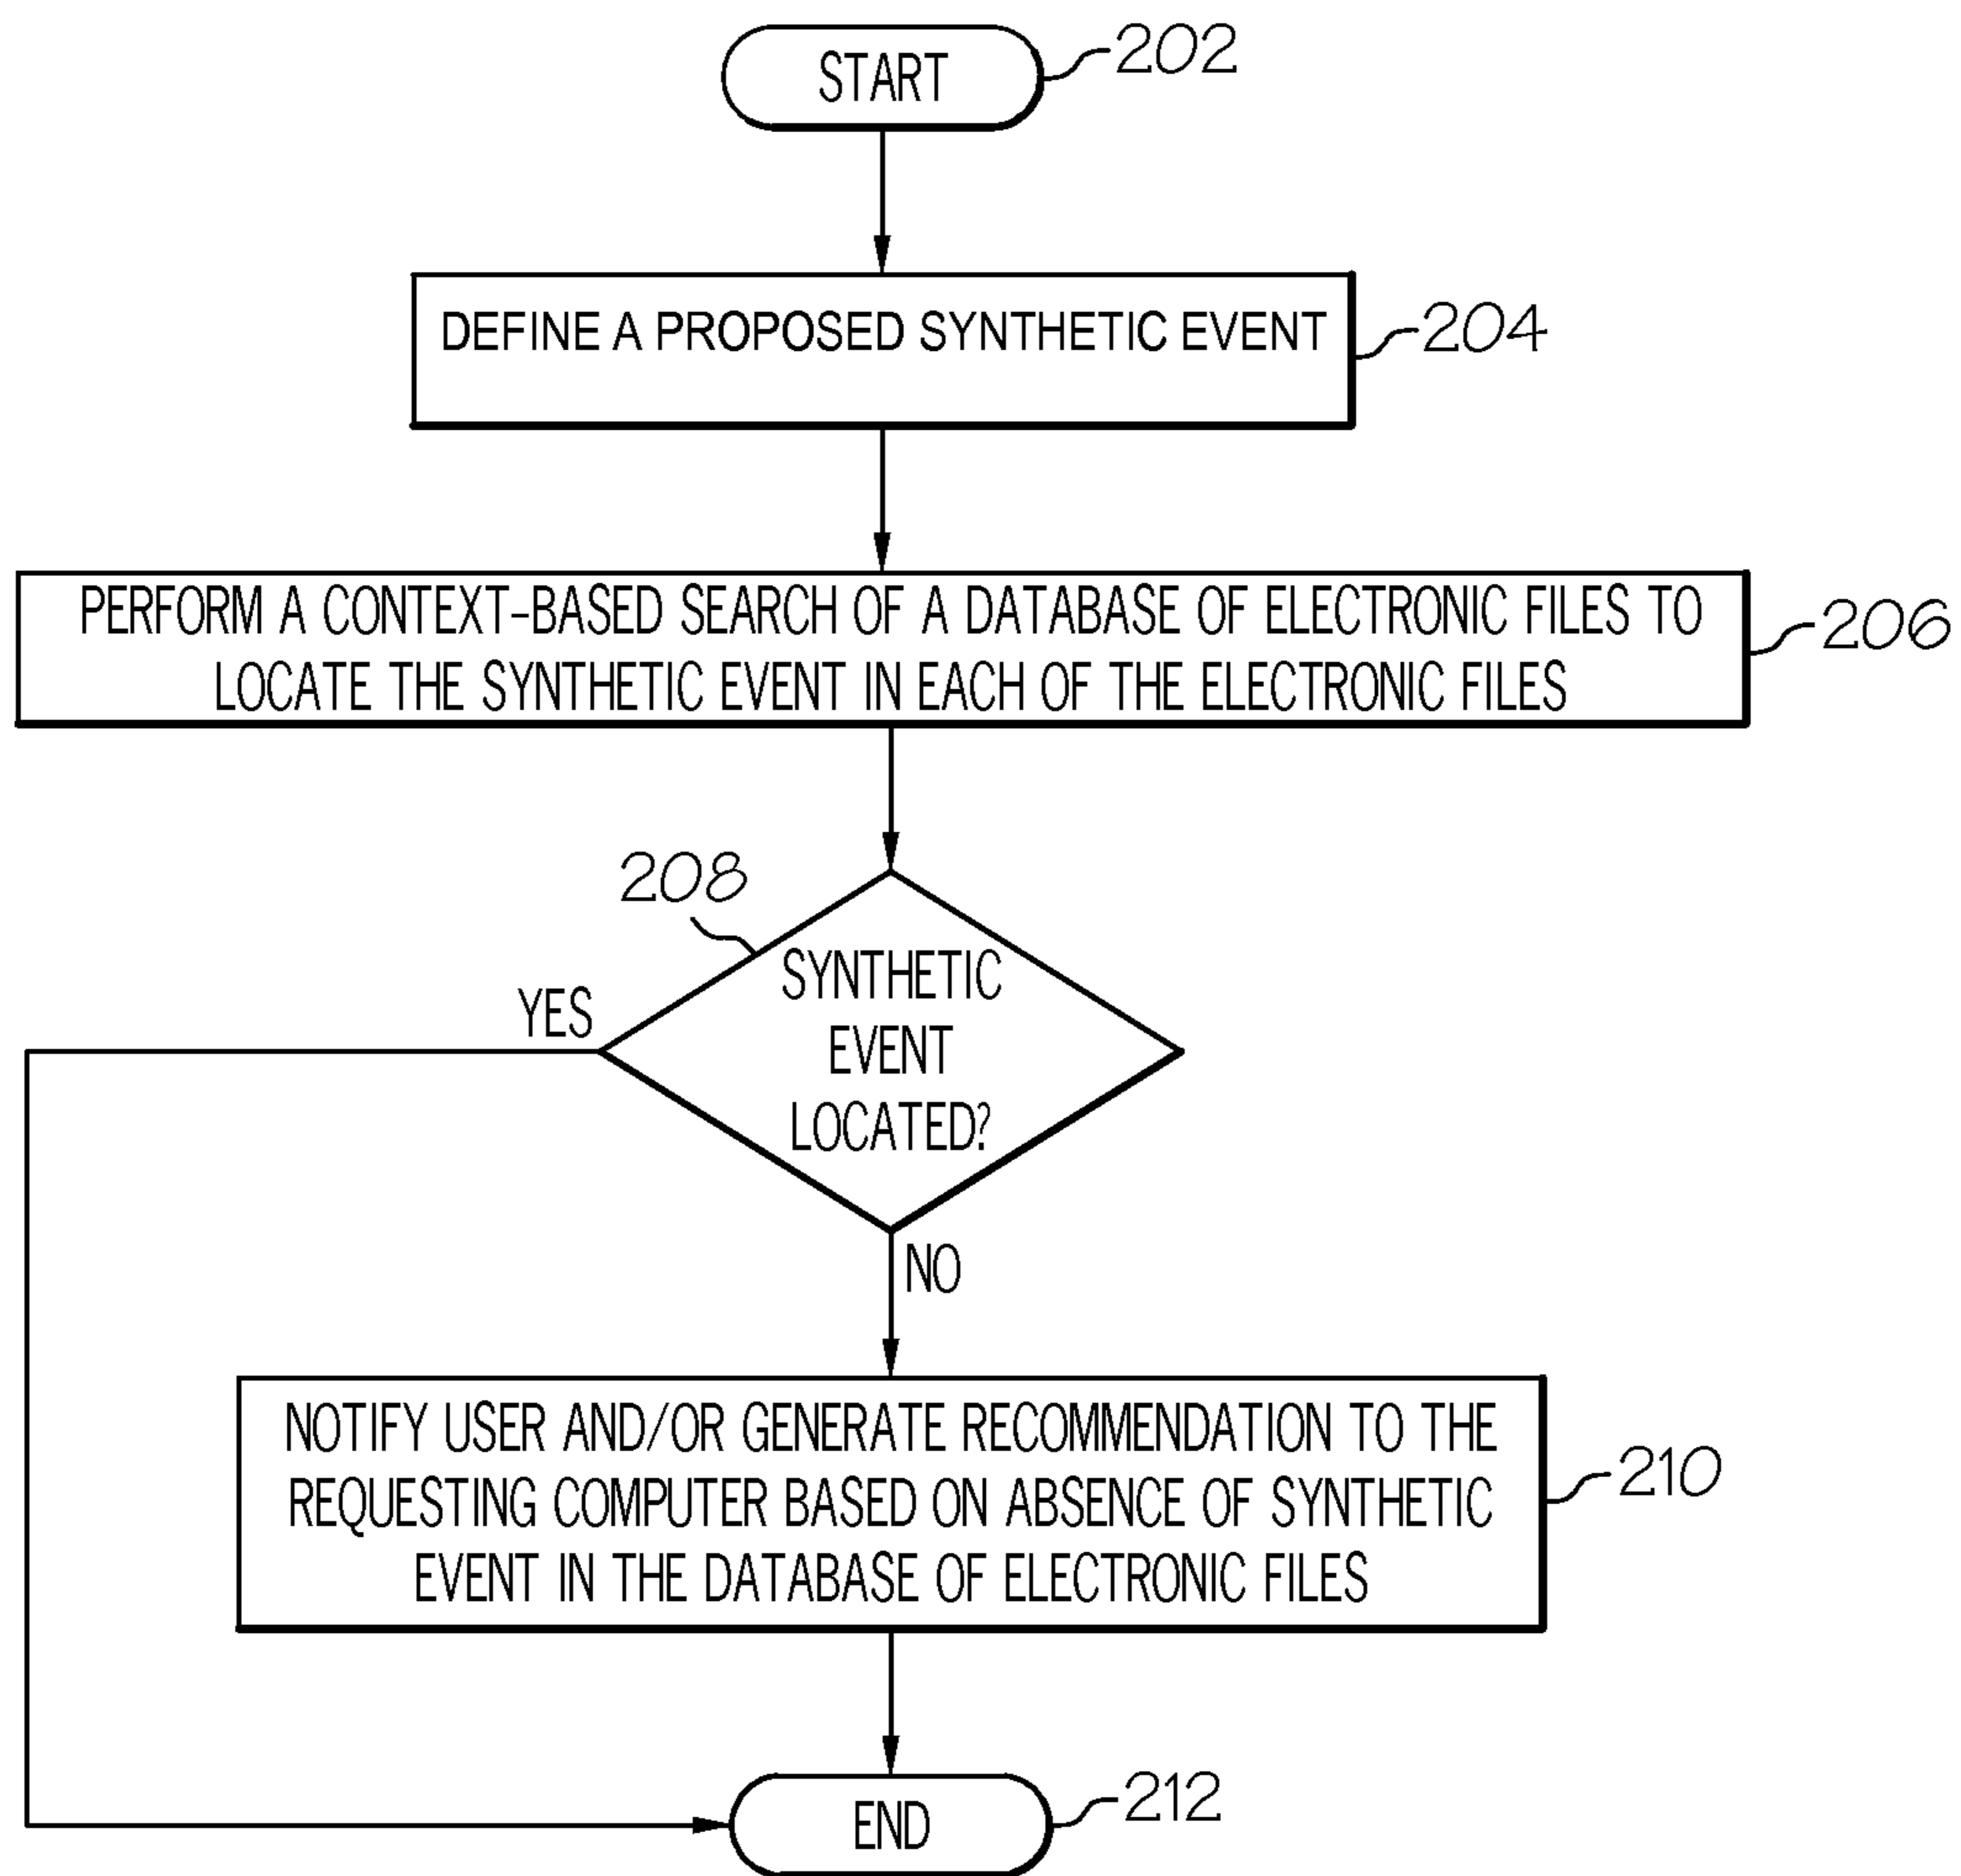 START
202
DEFINE A PROPOSED SYNTHETIC EVENT
204
PERFORM A CONTEXT-BASED SEARCH OF A DATABASE OF ELECTRONIC FILES TO
LOCATE THE SYNTHETIC EVENT IN EACH OF THE ELECTRONIC FILES
206
208
SYNTHETIC
EVENT
LOCATED?
YES
NO
NOTIFY USER AND/OR GENERATE RECOMMENDATION TO THE
REQUESTING COMPUTER BASED ON ABSENCE OF SYNTHETIC
EVENT IN THE DATABASE OF ELECTRONIC FILES
210
END
212